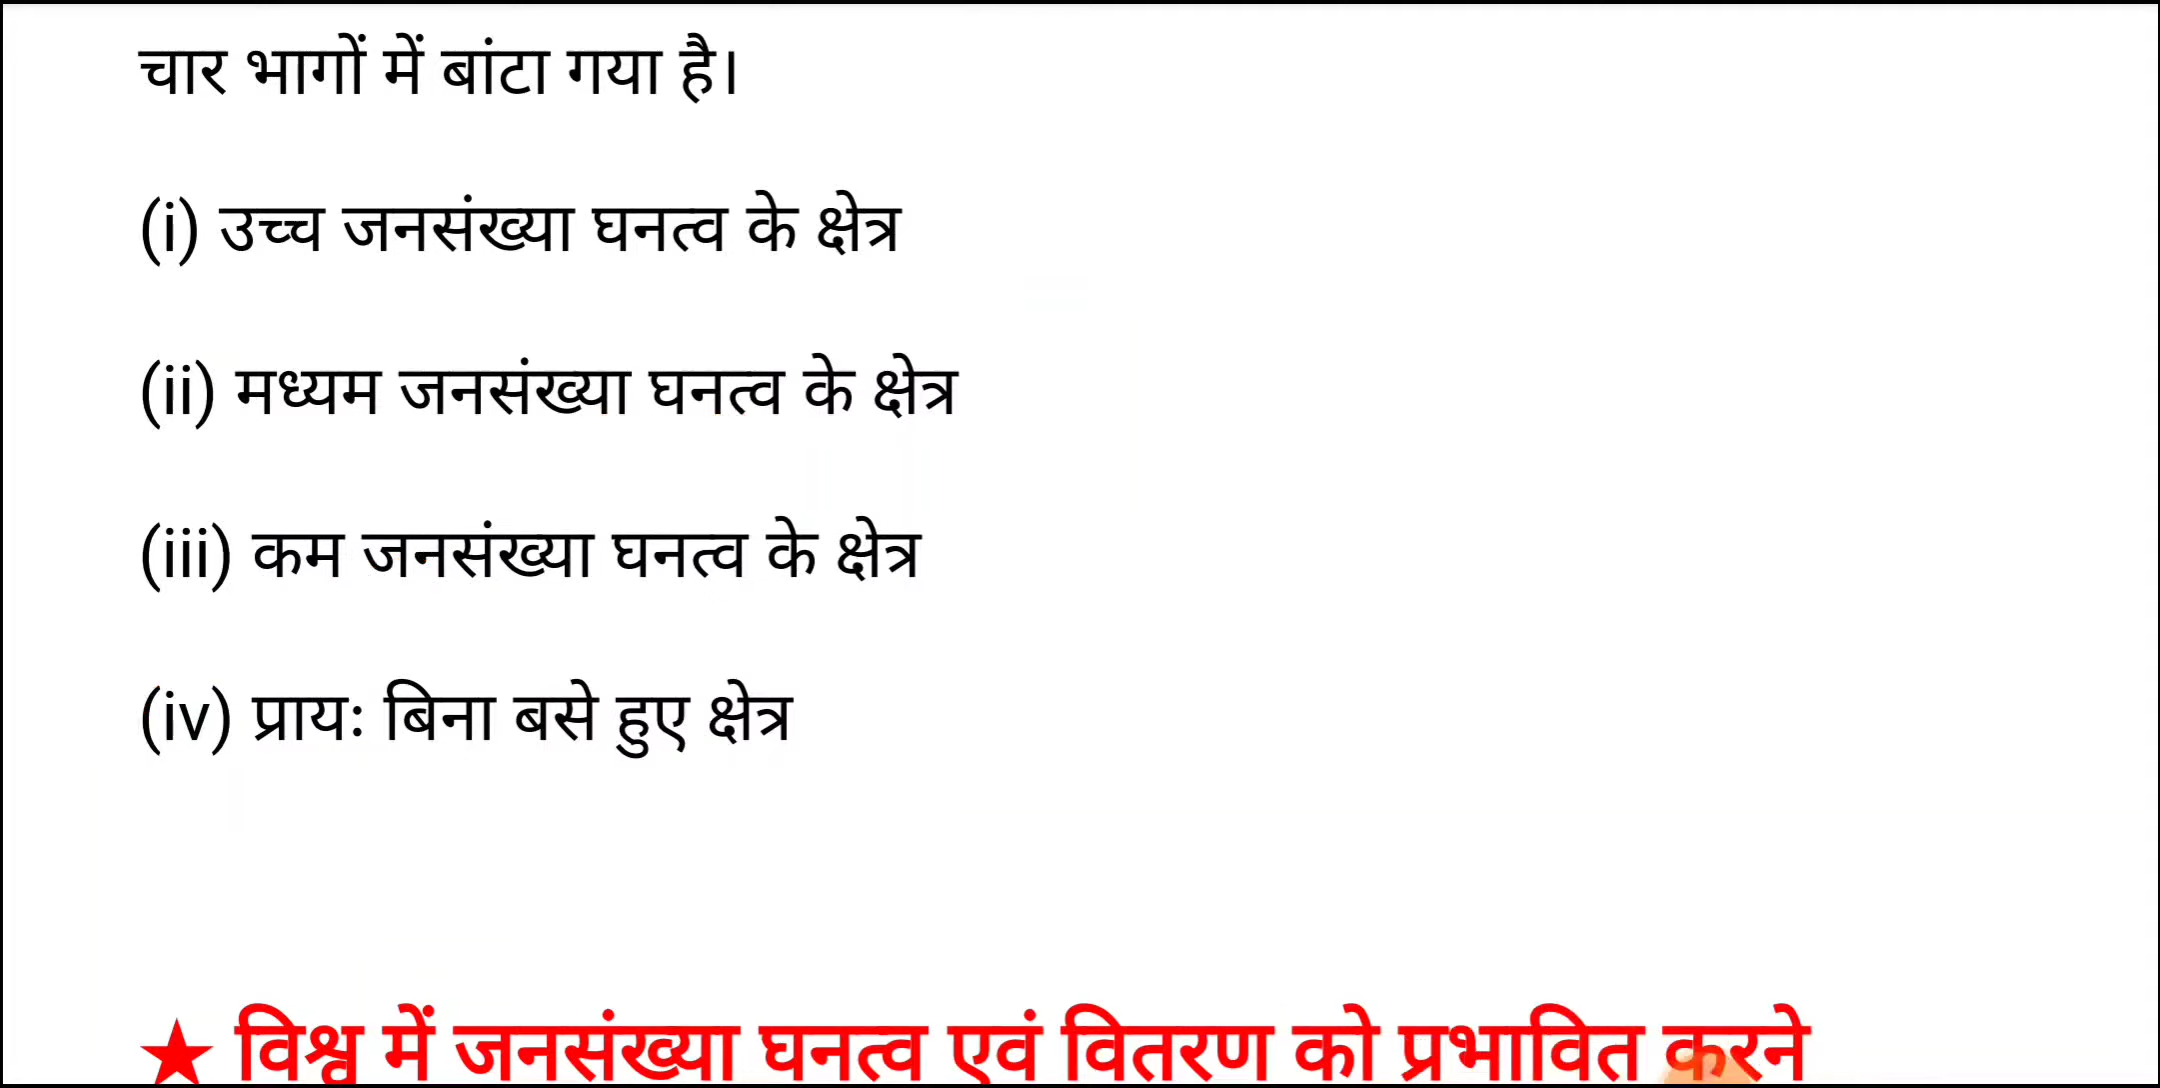 चार भागों में बांटा गया है।
(i) उच्च जनसंख्या घनत्व के क्षेत्र
(ii) मध्यम जनसंख्या घनत्व के क्षेत्र
(iii) कम जनसंख्या घनत्व के क्षेत्र
(iv) प्रायः बिना बसे हुए क्षेत्र
★ विश्व में जनसंख्या घनत्व एवं वितरण को प्रभावित करने